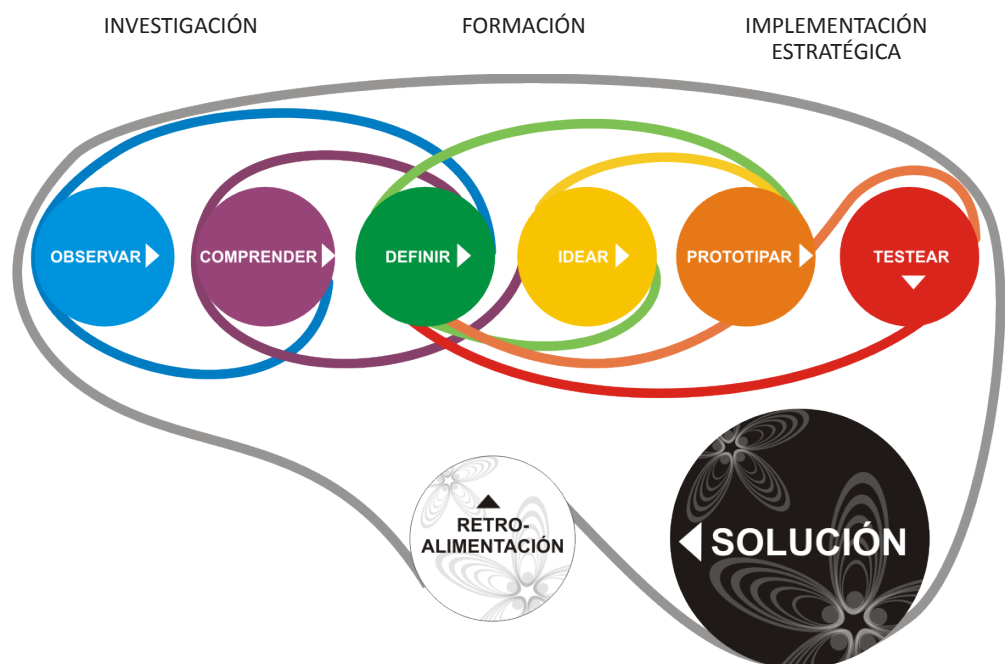 INVESTIGACIÓN
FORMACIÓN
IMPLEMENTACIÓN
ESTRATÉGICA
OBSERVAR
COMPRENDER
DEFINIR
IDEAR
PROTOTIPAR
TESTEAR
RETRO-
ALIMENTACIÓN
SOLUCIÓN